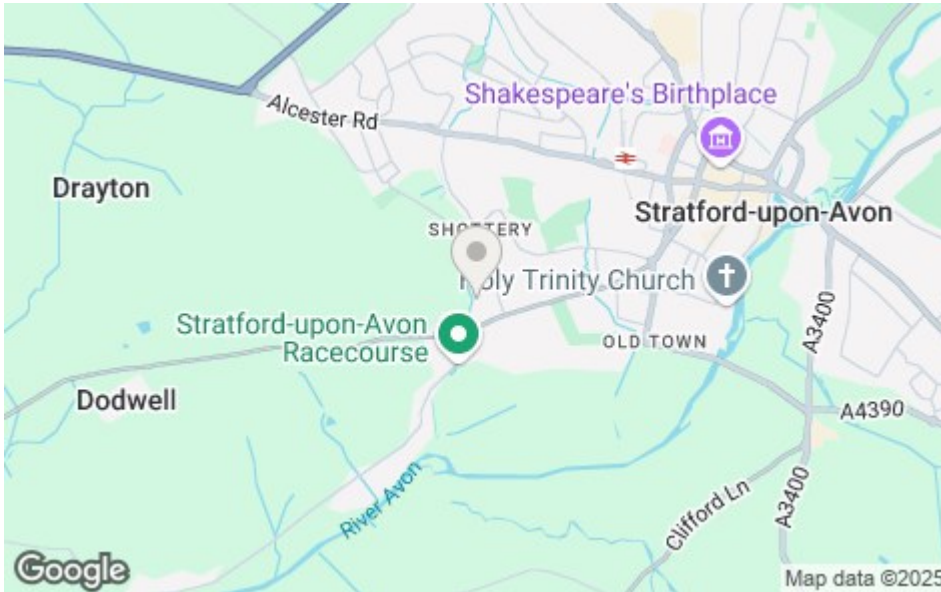 Shakespeare's Birthplace
Alcester Rd
Drayton
Stratford-upon-Avon
SHOTTERY
Holy Trinity Church
Stratford-upon-Avon
Racecourse
OLD TOWN
A3400
Dodwell
A4390
River Avon
Clifford Ln
A3400
Google
Map data ©2025